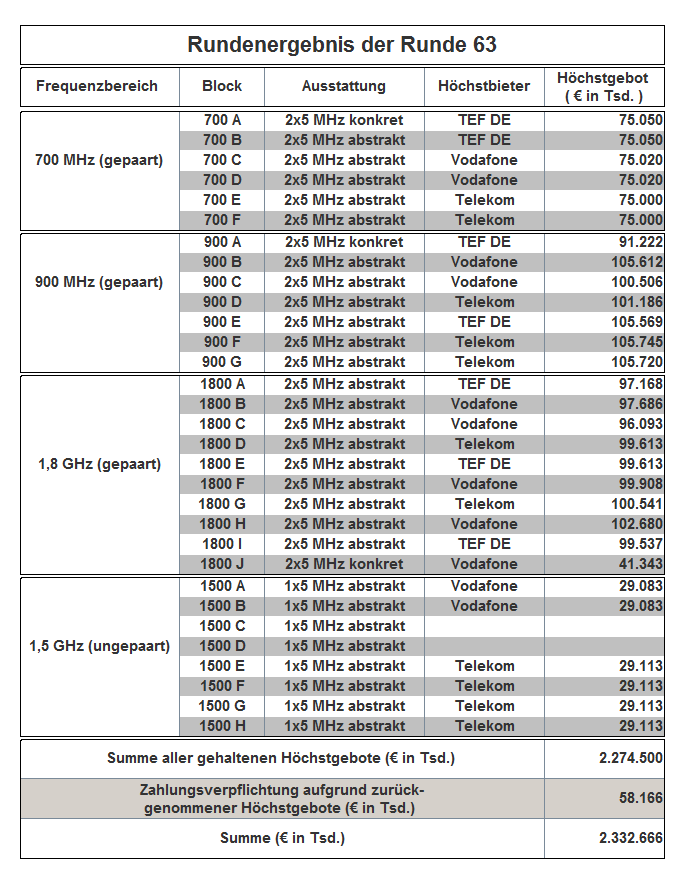 Rundenergebnis der Runde 63
Frequenzbereich Block Ausstattung Höchstbieter Höchstgebot
( € in Tsd. )
700 A 2x5 MHz konkret TEF DE 75.050
700 B 2x5 MHz abstrakt TEF DE 75.050
700 MHz (gepaart) 700 C 2x5 MHz abstrakt Vodafone 75.020
700 D 2x5 MHz abstrakt Vodafone 75.020
700 E 2x5 MHz abstrakt Telekom 75.000
700 F 2x5 MHz abstrakt Telekom 75.000
900 A 2x5 MHz konkret TEF DE 91.222
900 B 2x5 MHz abstrakt Vodafone 105.612
900 MHz (gepaart) 900 C 2x5 MHz abstrakt Vodafone 100.506
900 D 2x5 MHz abstrakt Telekom 101.186
900 E 2x5 MHz abstrakt TEF DE 105.569
900 F 2x5 MHz abstrakt Telekom 105.745
900 G 2x5 MHz abstrakt Telekom 105.720
1800 A 2x5 MHz abstrakt TEF DE 97.168
1800 B 2x5 MHz abstrakt Vodafone 97.686
1800 C 2x5 MHz abstrakt Vodafone 96.093
1800 D 2x5 MHz abstrakt Telekom 99.613
1,8 GHz (gepaart) 1800 E 2x5 MHz abstrakt TEF DE 99.613
1800 F 2x5 MHz abstrakt Vodafone 99.908
1800 G 2x5 MHz abstrakt Telekom 100.541
1800 H 2x5 MHz abstrakt Vodafone 102.680
1800 I 2x5 MHz abstrakt TEF DE 99.537
1800 J 2x5 MHz konkret Vodafone 41.343
1500 A 1x5 MHz abstrakt Vodafone 29.083
1500 B 1x5 MHz abstrakt Vodafone 29.083
1500 C 1x5 MHz abstrakt
1,5 GHz (ungepaart) 1500 D 1x5 MHz abstrakt
1500 E 1x5 MHz abstrakt Telekom 29.113
1500 F 1x5 MHz abstrakt Telekom 29.113
1500 G 1x5 MHz abstrakt Telekom 29.113
1500 H 1x5 MHz abstrakt Telekom 29.113
Summe aller gehaltenen Höchstgebote (€ in Tsd.) 2.274.500
Zahlungsverpflichtung aufgrund zurück-
genommener Höchstgebote (€ in Tsd.) 58.166
Summe (€ in Tsd.) 2.332.666